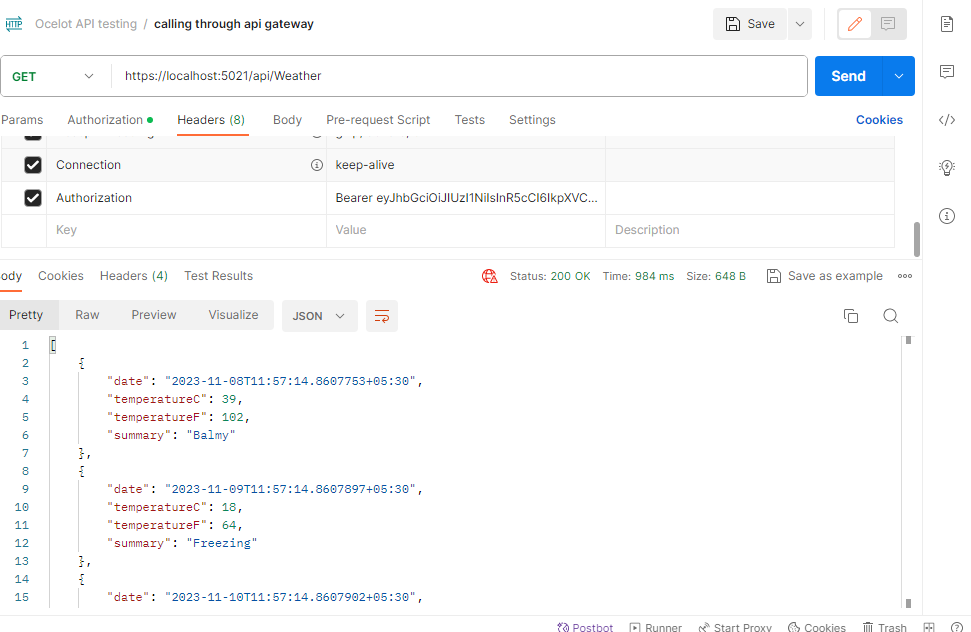 HTTP Ocelot API testing / calling through api gateway Save
GET https://localhost:5021/api/Weather Send
Params Authorization Headers (8) Body Pre-request Script Tests Settings Cookies
Connection keep-alive
Authorization Bearer eyJhbGciOiJIUzI1NiIsInR5cCI6IkpXVC...
Key Value Description
ody Cookies Headers (4) Test Results Status: 200 OK Time: 984 ms Size: 648 B Save as example
Pretty Raw Preview Visualize JSON
1 [
2 {
3 "date": "2023-11-08T11:57:14.8607753+05:30",
4 "temperatureC": 39,
5 "temperatureF": 102,
6 "summary": "Balmy"
7 },
8 {
9 "date": "2023-11-09T11:57:14.8607897+05:30",
10 "temperatureC": 18,
11 "temperatureF": 64,
12 "summary": "Freezing"
13 },
14 {
15 "date": "2023-11-10T11:57:14.8607902+05:30",
Postbot Runner Start Proxy Cookies Trash